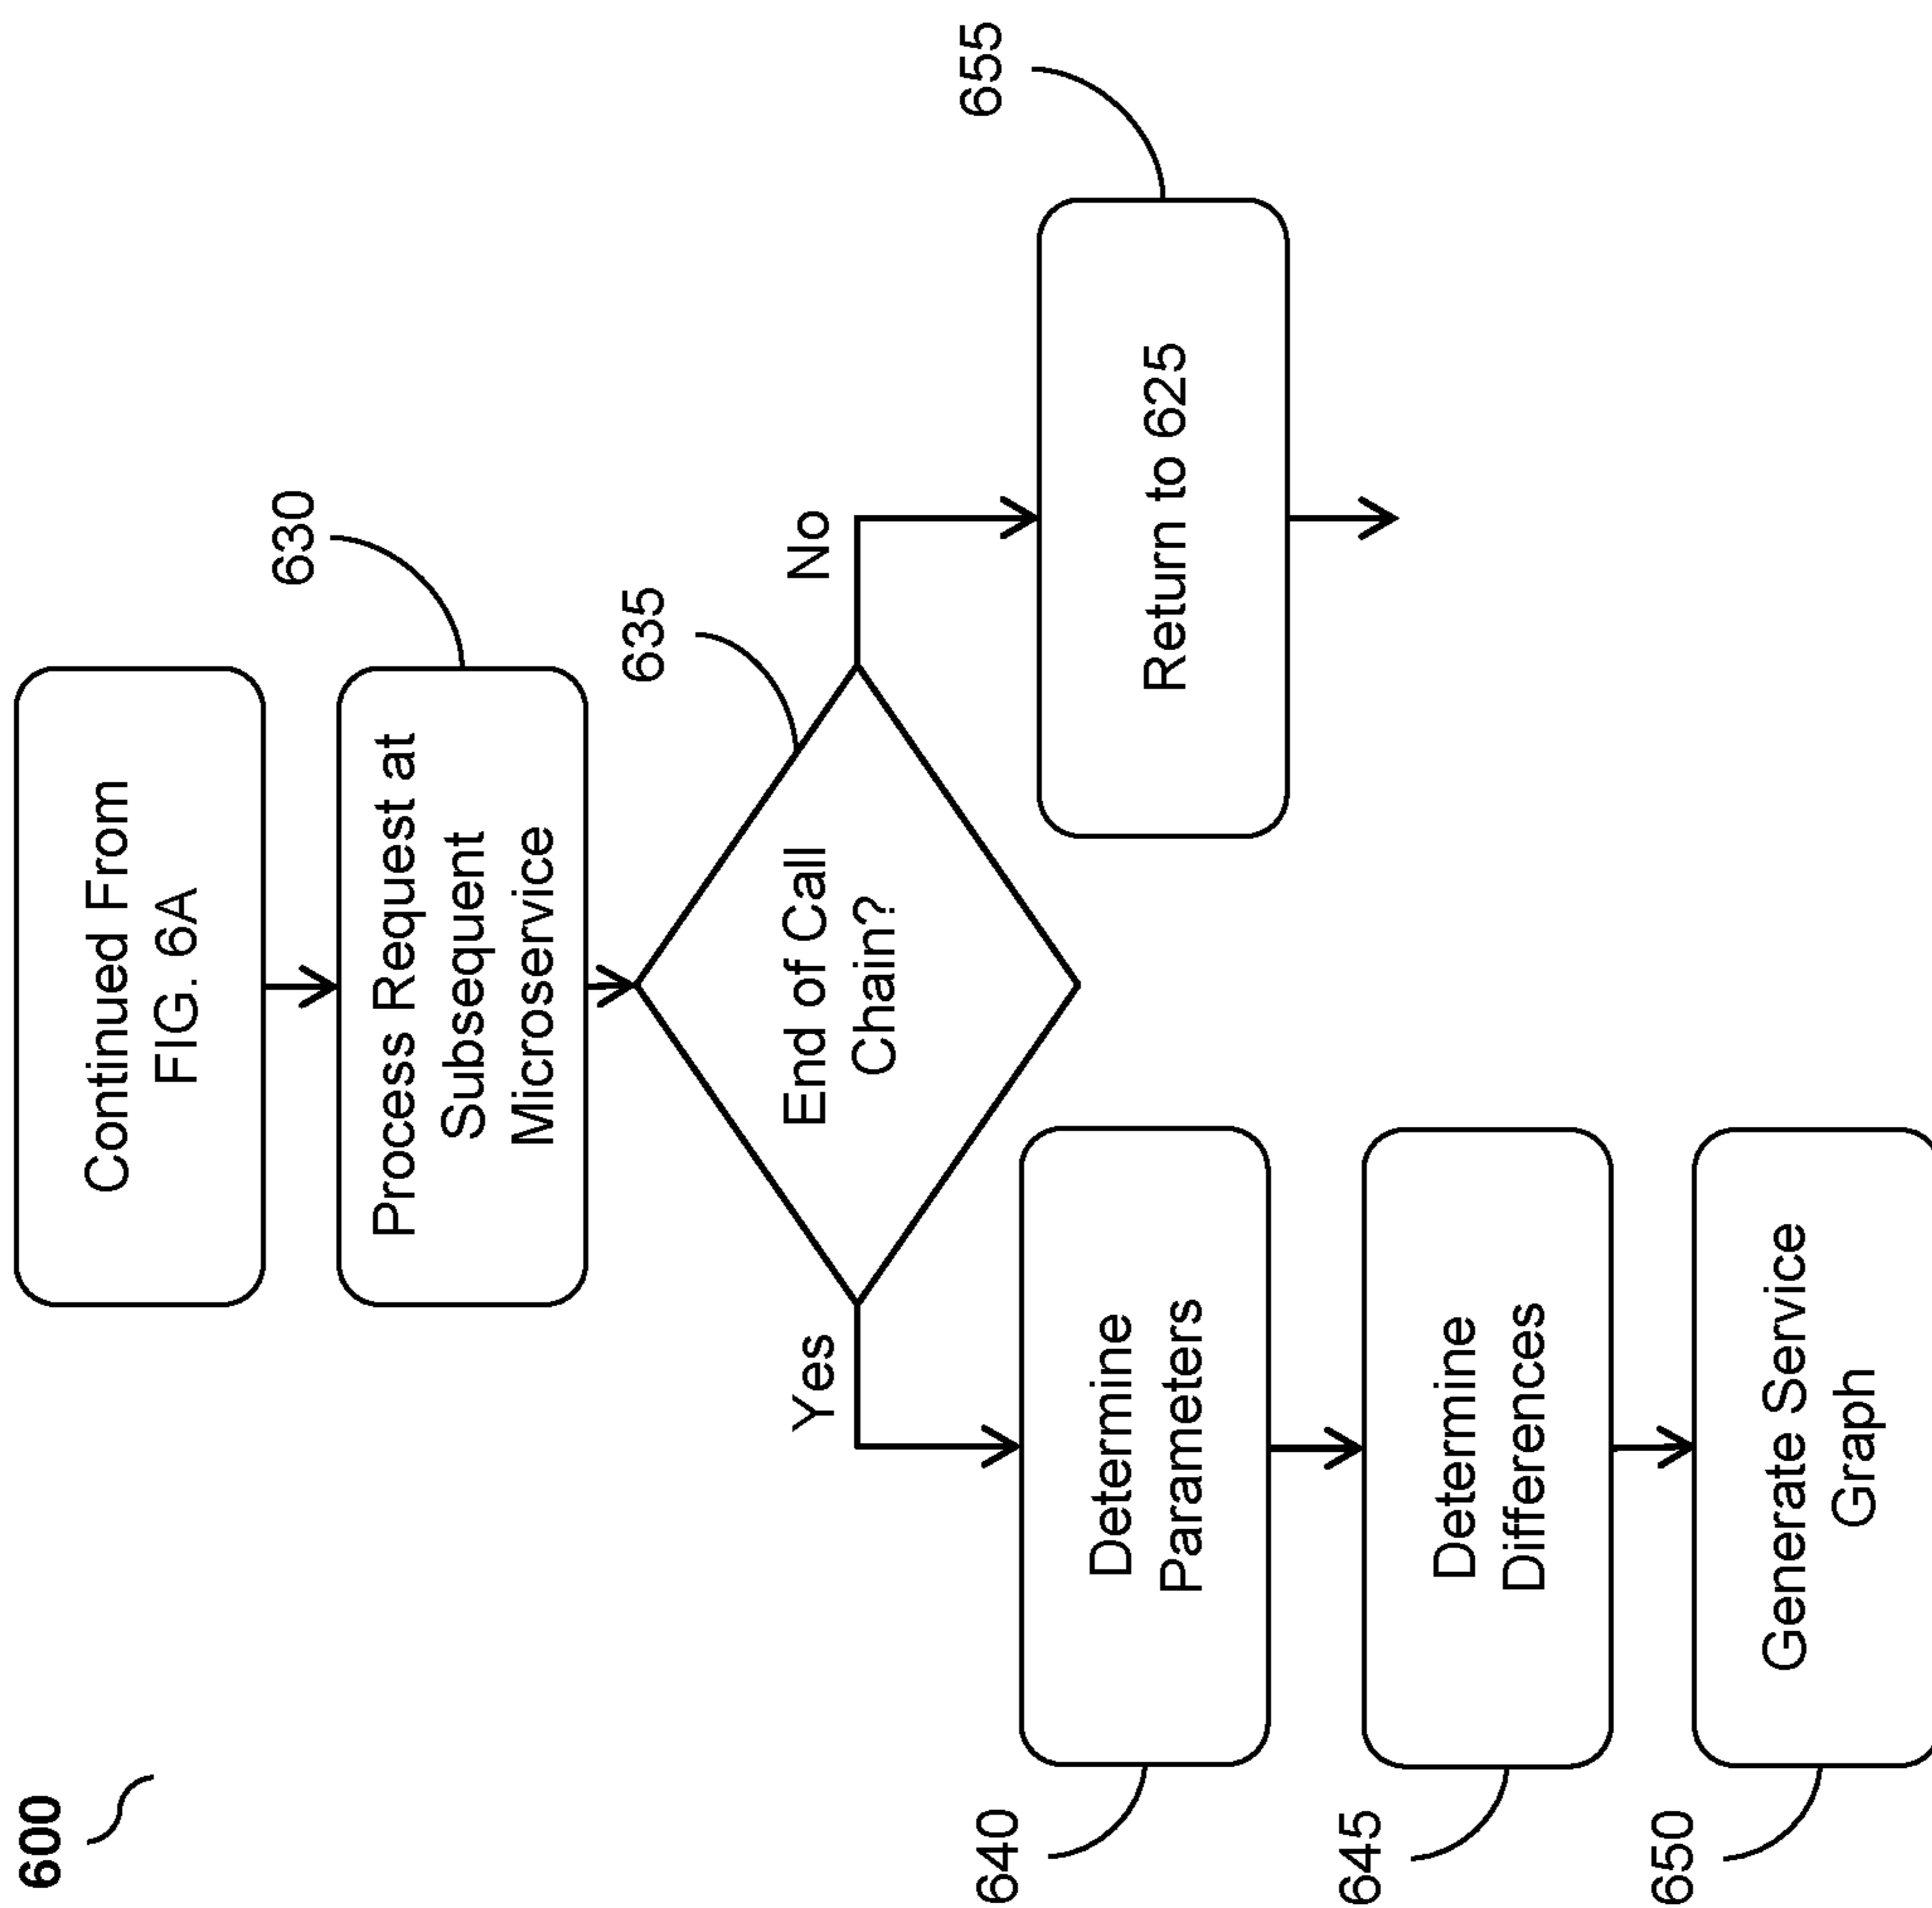 600
Continued From
FIG. 6A
630
Process Request at
Subsequent
Microservice
635
End of Call
Chain?
Yes
No
640
Determine
Parameters
655
Return to 625
645
Determine
Differences
650
Generate Service
Graph